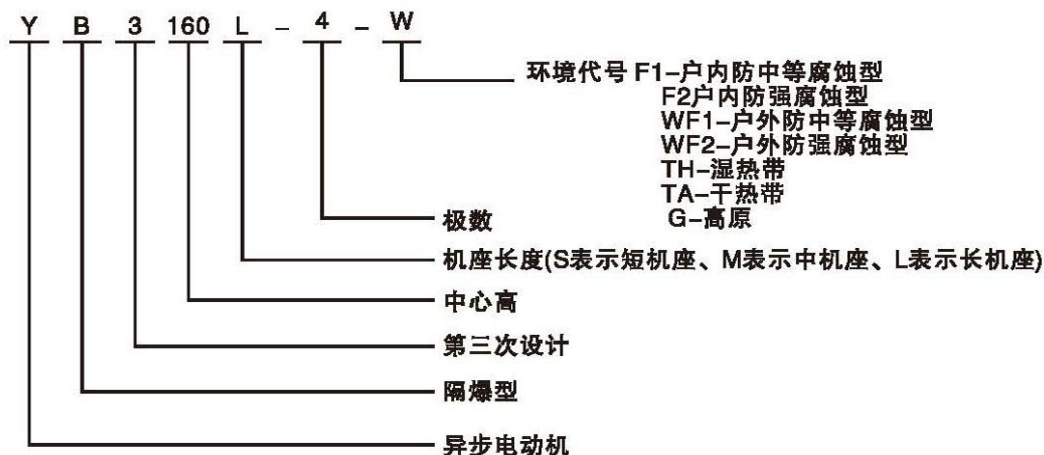 Y B 3 160 L - 4 - W
环境代号 F1-户内防中等腐蚀型
F2户内防强腐蚀型
WF1-户外防中等腐蚀型
WF2-户外防强腐蚀型
TH-湿热带
TA-干热带
G-高原
极数
机座长度(S表示短机座、M表示中机座、L表示长机座)
中心高
第三次设计
隔爆型
异步电动机